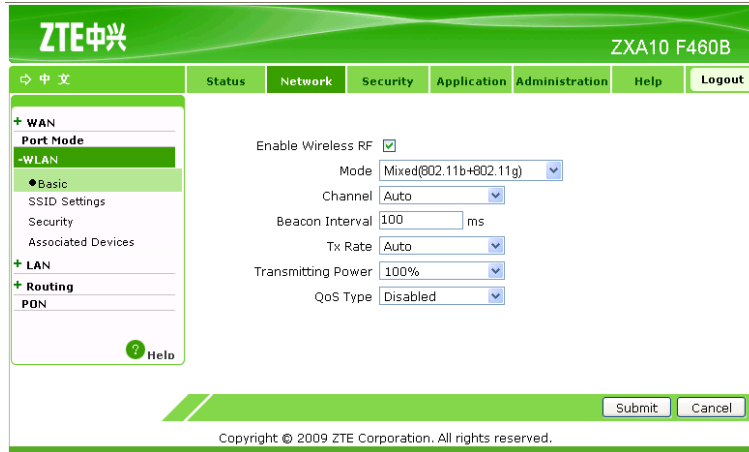 ZTE中兴
ZXA10 F460B
中 文
Status Network Security Application Administration Help Logout
+ WAN
Port Mode
-WLAN
Basic
SSID Settings
Security
Associated Devices
+ LAN
+ Routing
PON
? Help
Enable Wireless RF
Mode Mixed(802.11b+802.11g)
Channel Auto
Beacon Interval 100 ms
Tx Rate Auto
Transmitting Power 100%
QoS Type Disabled
Submit Cancel
Copyright © 2009 ZTE Corporation. All rights reserved.